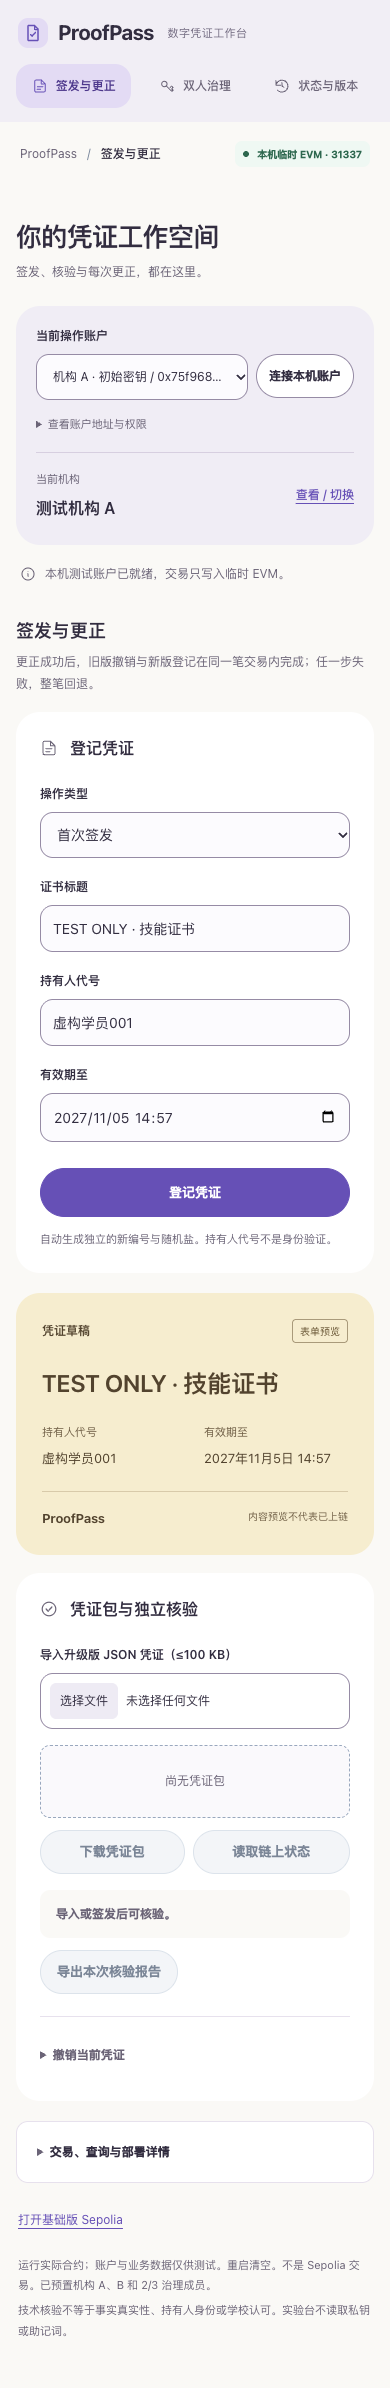 ProofPass 数字凭证工作台
签发与更正 双人治理 状态与版本
ProofPass / 签发与更正 本机临时 EVM · 31337
你的凭证工作空间
签发、核验与每次更正，都在这里。
当前操作账户
机构 A · 初始密钥 / 0x75f968... 连接本机账户
查看账户地址与权限
当前机构
测试机构 A 查看 / 切换
本机测试账户已就绪，交易只写入临时 EVM。
签发与更正
更正成功后，旧版撤销与新版登记在同一笔交易内完成；任一步失
败，整笔回退。
登记凭证
操作类型
首次签发
证书标题
TEST ONLY · 技能证书
持有人代号
虚构学员001
有效期至
2027/11/05 14:57
登记凭证
自动生成独立的新编号与随机盐。持有人代号不是身份验证。
凭证草稿 表单预览
TEST ONLY · 技能证书
持有人代号 有效期至
虚构学员001 2027年11月5日 14:57
ProofPass 内容预览不代表已上链
凭证包与独立核验
导入升级版 JSON 凭证（≤100 KB）
选择文件 未选择任何文件
尚无凭证包
下载凭证包 读取链上状态
导入或签发后可核验。
导出本次核验报告
撤销当前凭证
交易、查询与部署详情
打开基础版 Sepolia
运行实际合约；账户与业务数据仅供测试。重启清空。不是 Sepolia 交
易。已预置机构 A、B 和 2/3 治理成员。
技术核验不等于事实真实性、持有人身份或学校认可。实验台不读取私钥
或助记词。